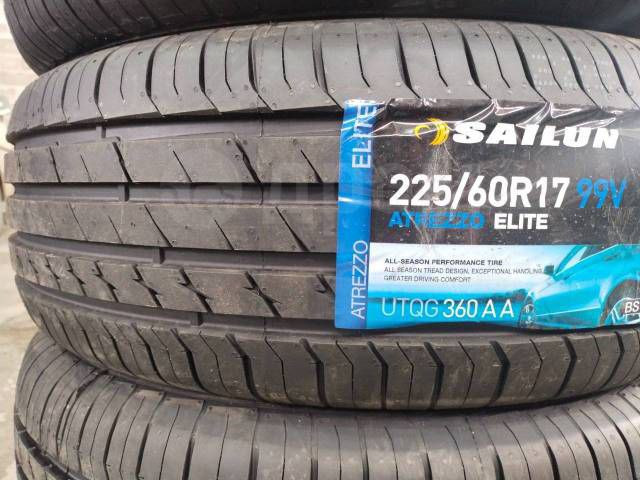 SAILUN
225/60R17 99V
ATREZZO ELITE
ALL-SEASON PERFORMANCE TIRE
ALL SEASON TREAD DESIGN, EXCEPTIONAL HANDLING,
GREATER DRIVING COMFORT
UTQG 360 A A
BS
ATREZZO ELITE